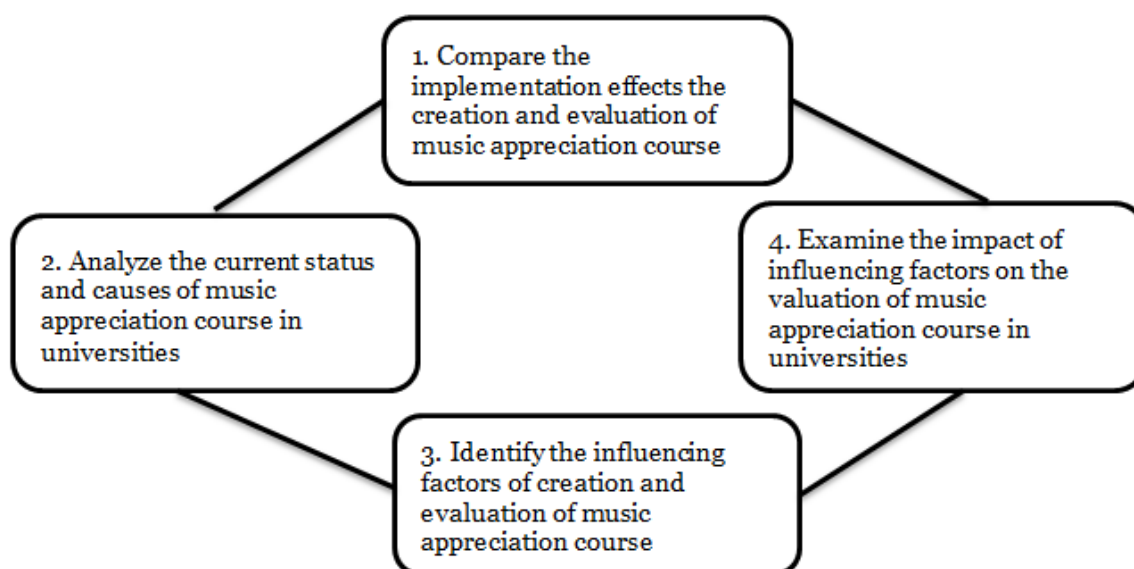 1. Compare the
implementation effects the
creation and evaluation of
music appreciation course
2. Analyze the current status
and causes of music
appreciation course in
universities
3. Identify the influencing
factors of creation and
evaluation of music
appreciation course
4. Examine the impact of
influencing factors on the
valuation of music
appreciation course in
universities